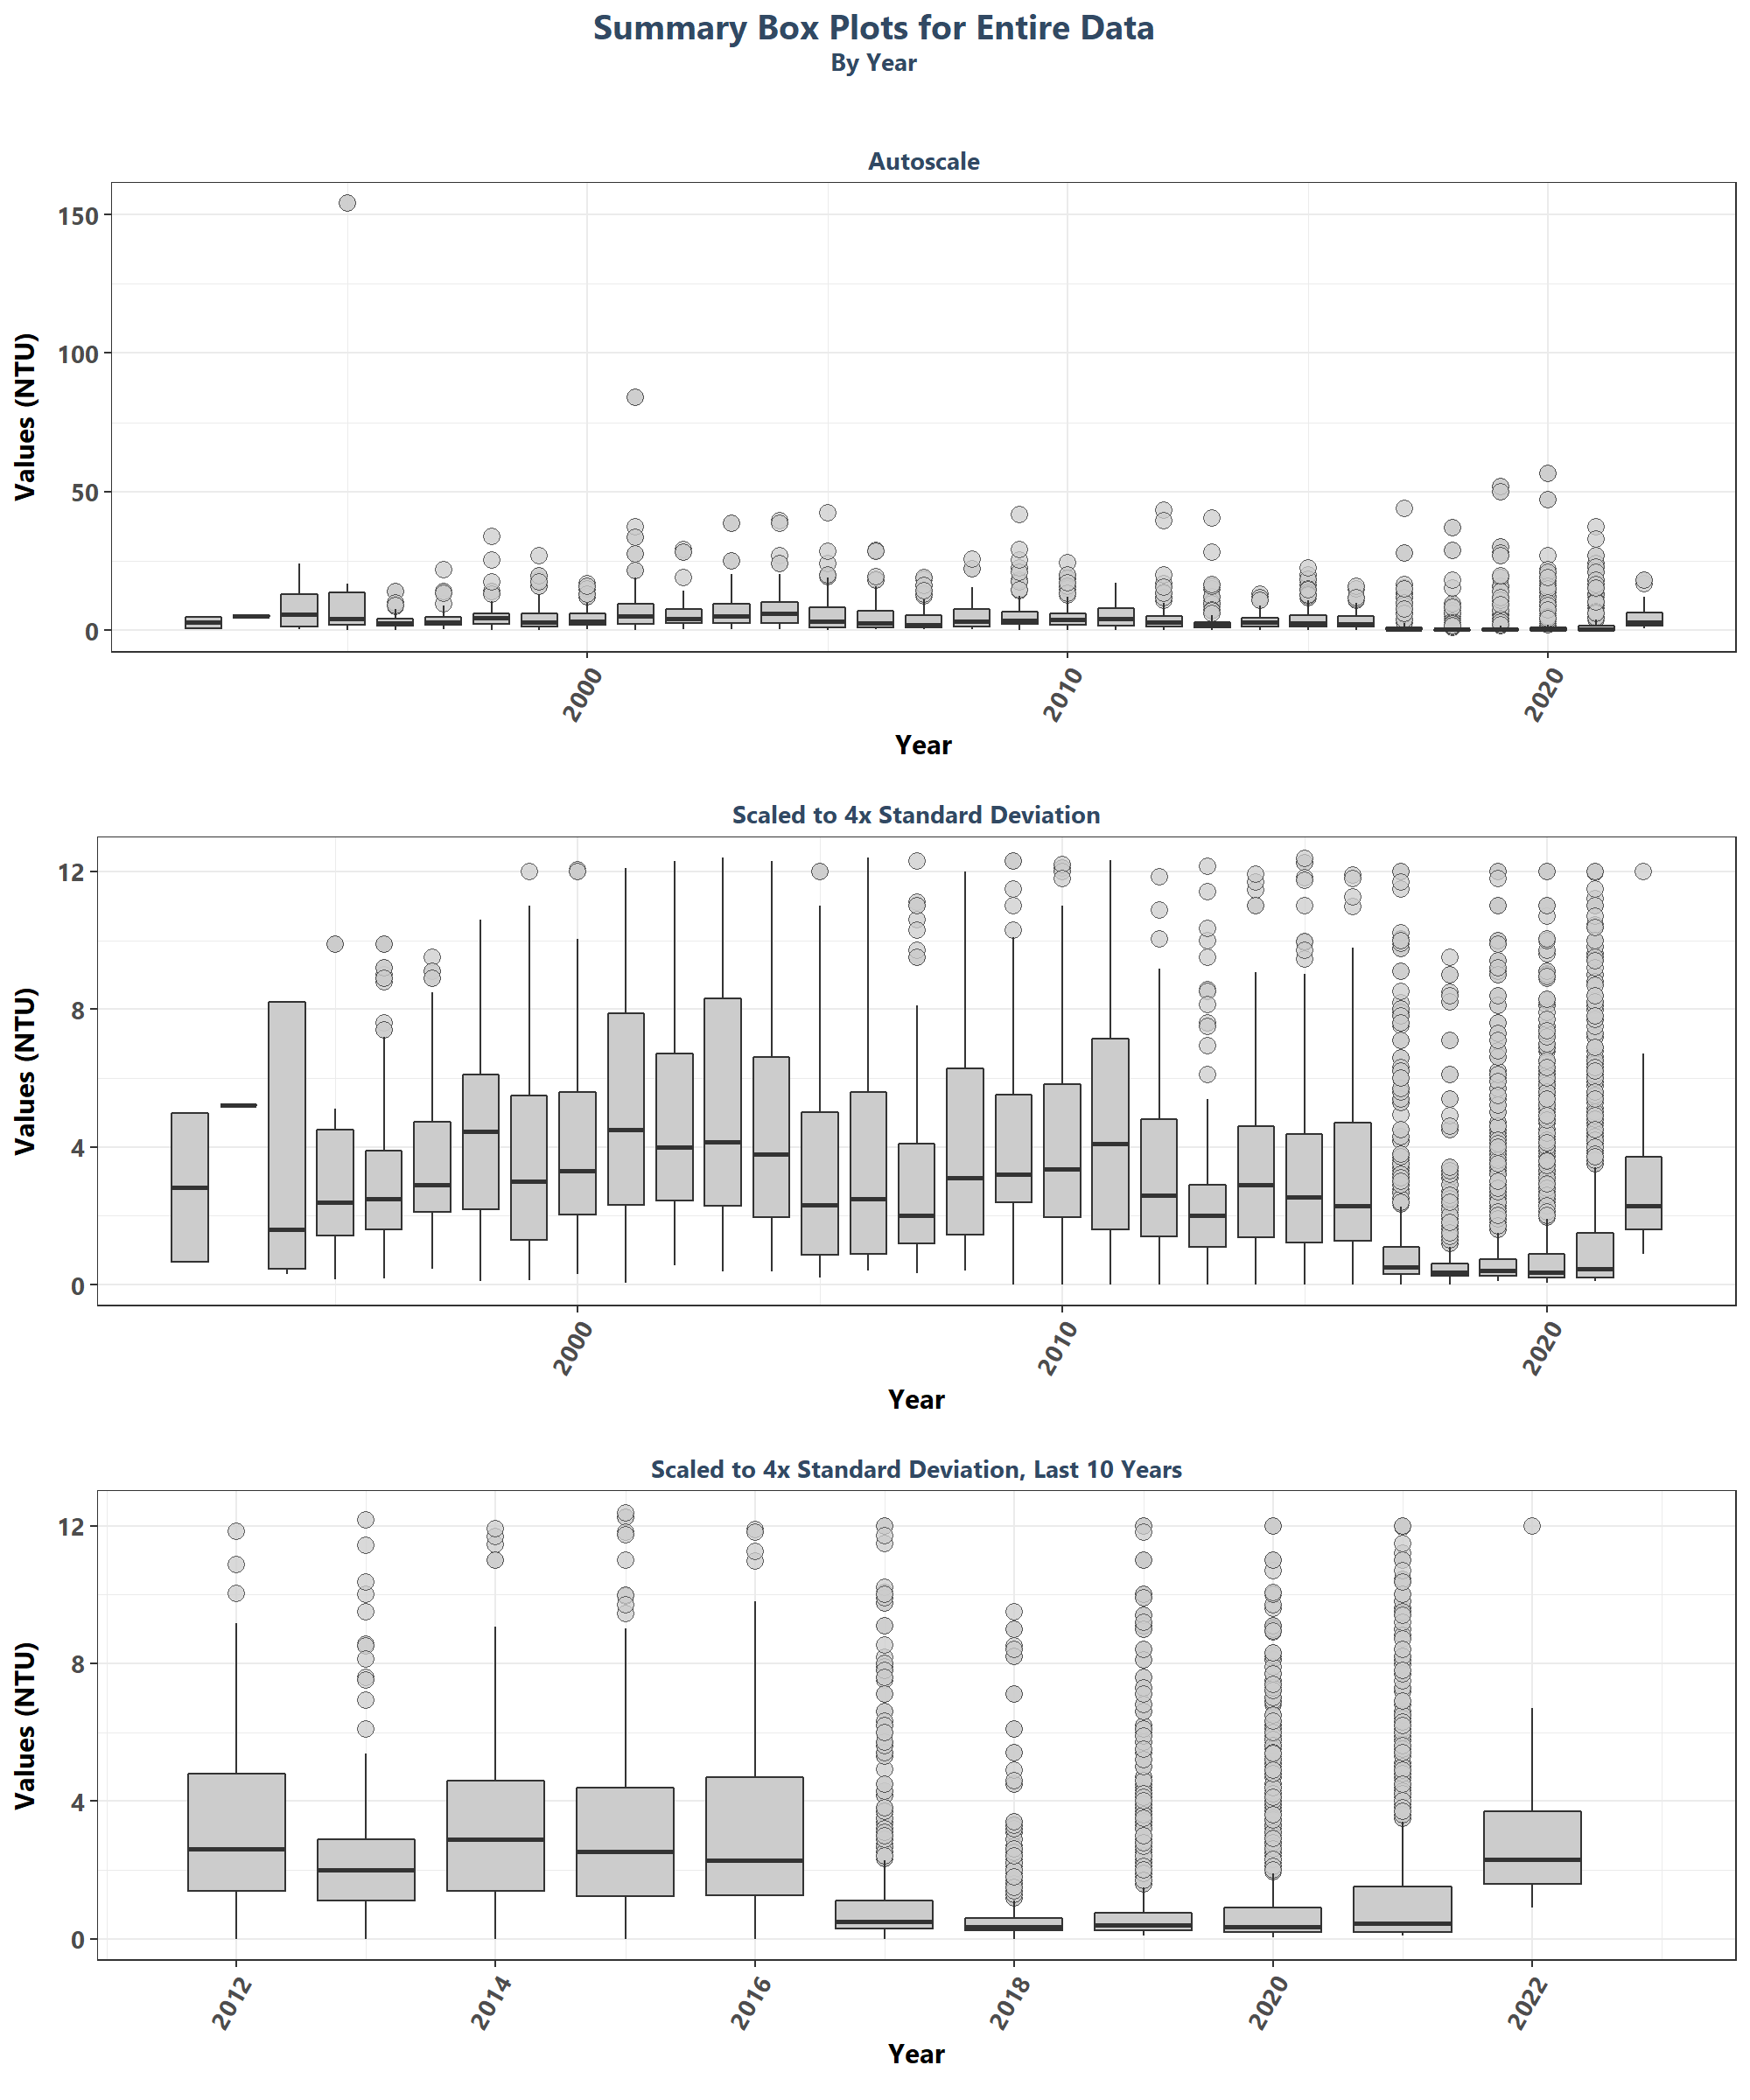 Summary Box Plots for Entire Data
By Year
Autoscale
Values (NTU)
150
100
50
0
2000
2010
2020
Year
Scaled to 4x Standard Deviation
Values (NTU)
12
8
4
0
2000
2010
2020
Year
Scaled to 4x Standard Deviation, Last 10 Years
Values (NTU)
12
8
4
0
2012
2014
2016
2018
2020
2022
Year